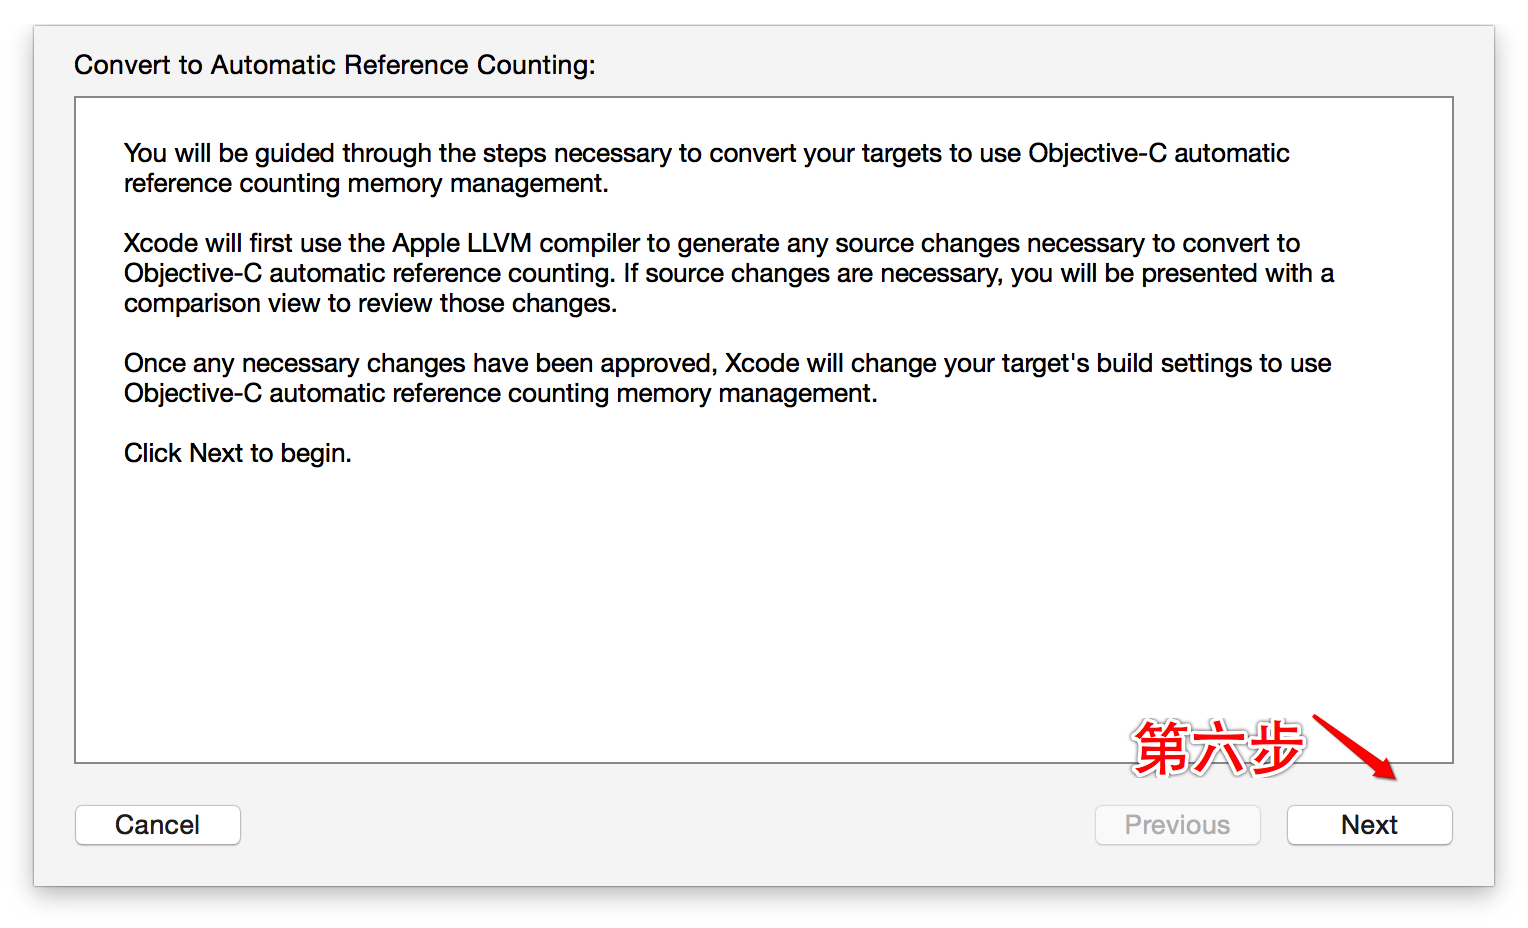 Convert to Automatic Reference Counting:
You will be guided through the steps necessary to convert your targets to use Objective-C automatic
reference counting memory management.
Xcode will first use the Apple LLVM compiler to generate any source changes necessary to convert to
Objective-C automatic reference counting. If source changes are necessary, you will be presented with a
comparison view to review those changes.
Once any necessary changes have been approved, Xcode will change your target's build settings to use
Objective-C automatic reference counting memory management.
Click Next to begin.
第六步
Cancel
Previous
Next